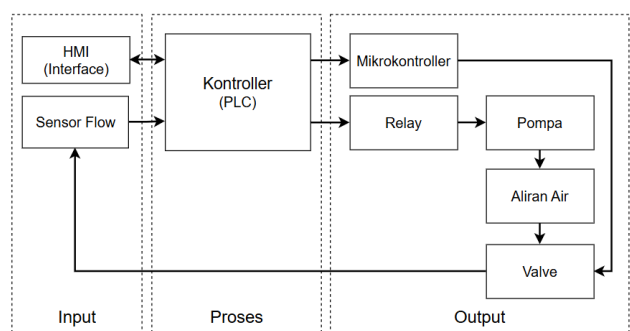 HMI
(Interface)
Sensor Flow
Kontroller
(PLC)
Mikrokontroller
Relay
Pompa
Aliran Air
Valve
Input
Proses
Output